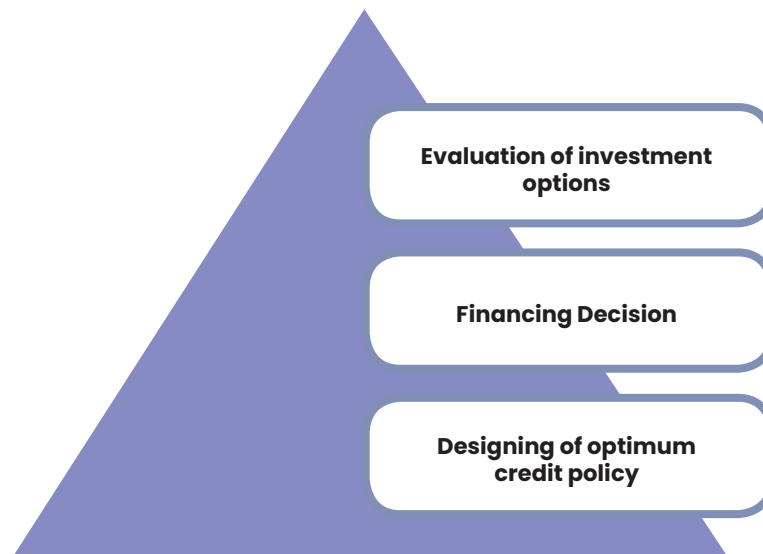 Evaluation of investment
options
Financing Decision
Designing of optimum
credit policy